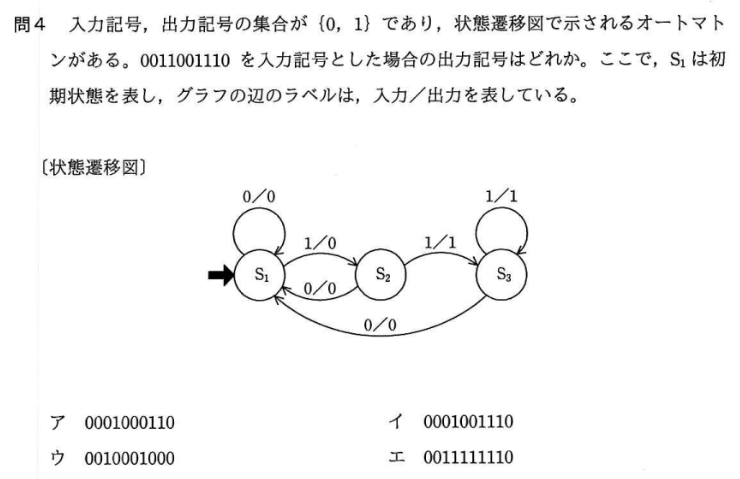 問4 入力記号，出力記号の集合が {0，1} であり，状態遷移図で示されるオートマト
ンがある。0011001110 を入力記号とした場合の出力記号はどれか。ここで，S₁ は初
期状態を表し，グラフの辺のラベルは，入力／出力を表している。
〔状態遷移図〕
0／0
1／1
1／0
1／1
S₁
S₂
S₃
0／0
0／0
ア 0001000110
イ 0001001110
ウ 0010001000
エ 0011111110